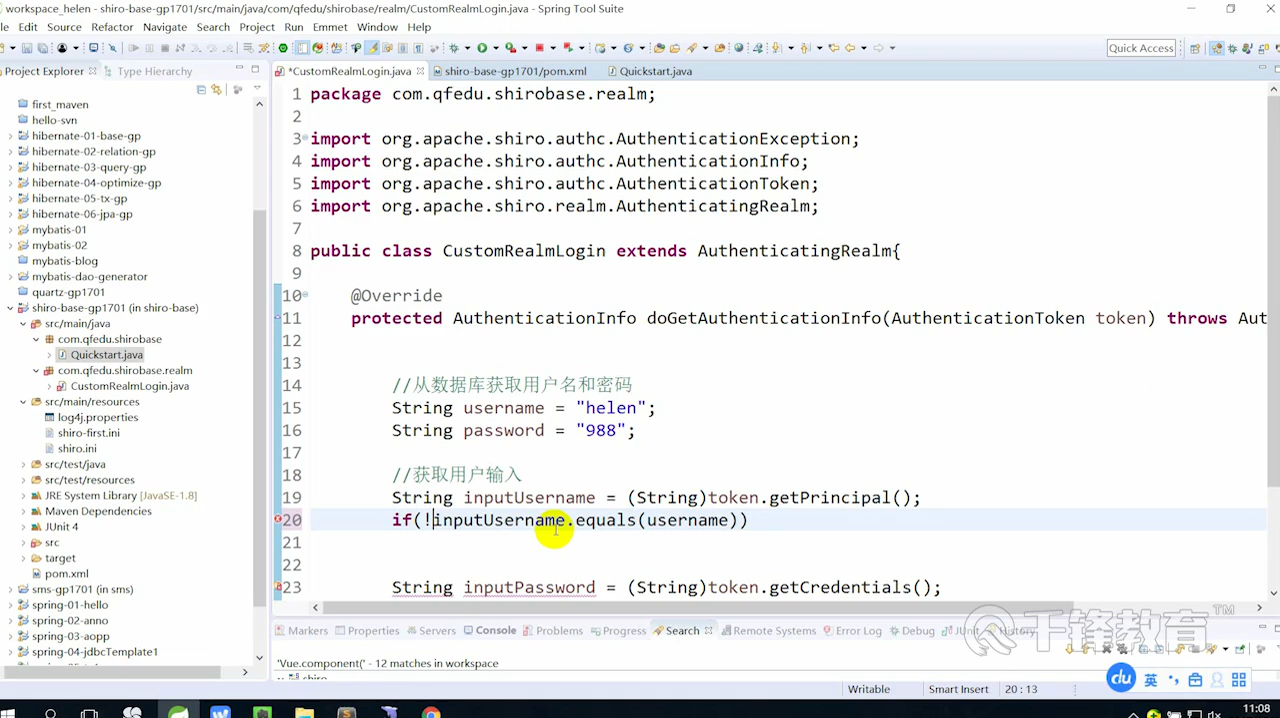 workspace_helen - shiro-base-gp1701/src/main/java/com/qfedu/shirobase/realm/CustomRealmLogin.java - Spring Tool Suite
Edit Source Refactor Navigate Search Project Run Emmet Window Help
Quick Access
Project Explorer Type Hierarchy
*CustomRealmLogin.java shiro-base-gp1701/pom.xml Quickstart.java
first_maven
hello-svn
hibernate-01-base-gp
hibernate-02-relation-gp
hibernate-03-query-gp
hibernate-04-optimize-gp
hibernate-05-tx-gp
hibernate-06-jpa-gp
mybatis-01
mybatis-02
mybatis-blog
mybatis-dao-generator
quartz-gp1701
shiro-base-gp1701 (in shiro-base)
src/main/java
com.qfedu.shirobase
Quickstart.java
com.qfedu.shirobase.realm
CustomRealmLogin.java
src/main/resources
log4j.properties
shiro-first.ini
shiro.ini
src/test/java
src/test/resources
JRE System Library [JavaSE-1.8]
Maven Dependencies
JUnit 4
src
target
pom.xml
sms-gp1701 (in sms)
spring-01-hello
spring-02-anno
spring-03-aopp
spring-04-jdbcTemplate1
1 package com.qfedu.shirobase.realm;
2
3 import org.apache.shiro.authc.AuthenticationException;
4 import org.apache.shiro.authc.AuthenticationInfo;
5 import org.apache.shiro.authc.AuthenticationToken;
6 import org.apache.shiro.realm.AuthenticatingRealm;
7
8 public class CustomRealmLogin extends AuthenticatingRealm{
9
10 @Override
11 protected AuthenticationInfo doGetAuthenticationInfo(AuthenticationToken token) throws Aut
12
13
14 //从数据库获取用户名和密码
15 String username = "helen";
16 String password = "988";
17
18 //获取用户输入
19 String inputUsername = (String)token.getPrincipal();
20 if(!inputUsername.equals(username))
21
22
23 String inputPassword = (String)token.getCredentials();
Markers Properties Servers Console Problems Progress Search Remote Systems Error Log Debug JUnit History
千锋教育 TM
'Vue.component(' - 12 matches in workspace
shiro
Writable Smart Insert 20 : 13
du 英
11:08